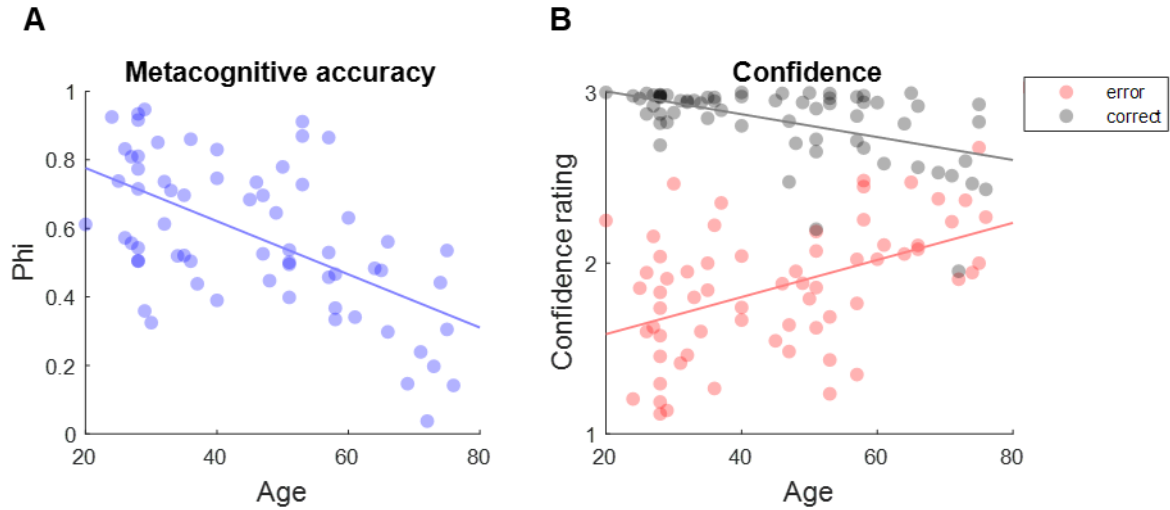 A
Metacognitive accuracy
1
0.8
0.6
0.4
0.2
0
Phi
20 40 60 80
Age
B
Confidence
3
2
1
Confidence rating
20 40 60 80
Age
error
correct